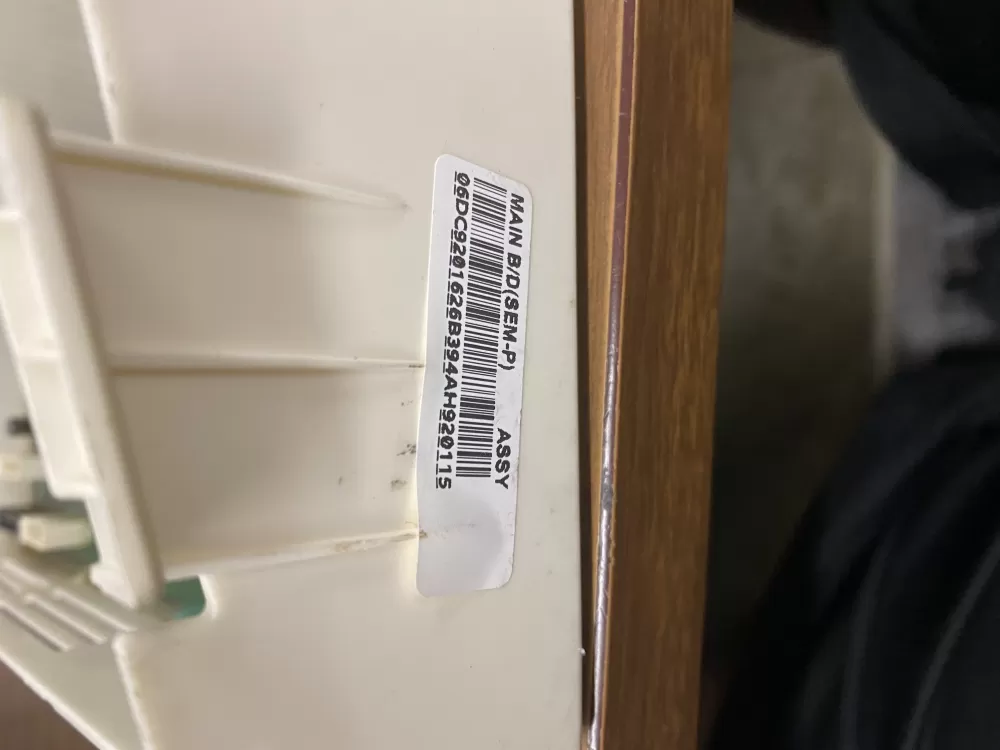 MAIN B/D(SEM-P) ASSY
06DC9201626B394AH920115